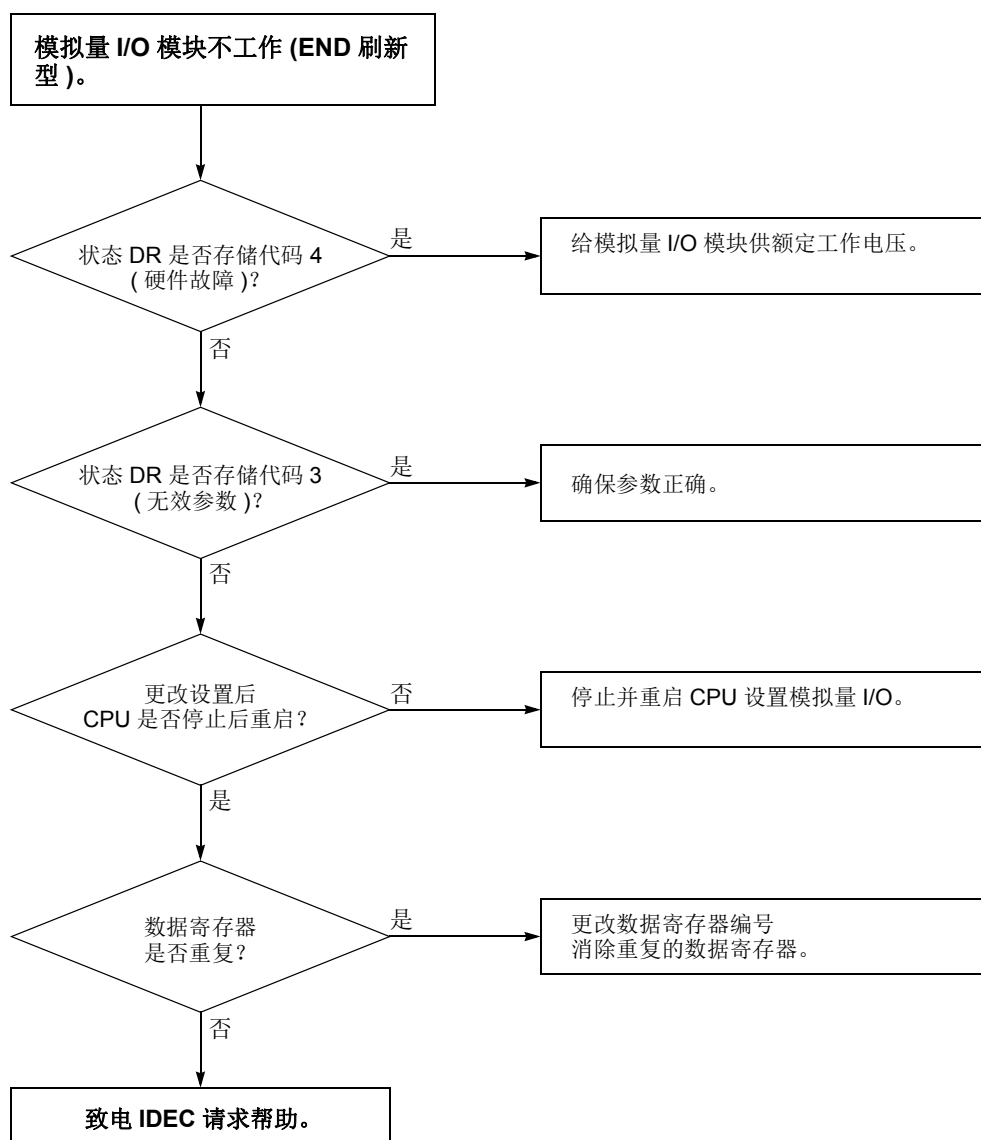 模拟量 I/O 模块不工作 (END 刷新
型 )。
状态 DR 是否存储代码 4
( 硬件故障 )？
是
给模拟量 I/O 模块供额定工作电压。
否
状态 DR 是否存储代码 3
( 无效参数 )？
是
确保参数正确。
否
更改设置后
CPU 是否停止后重启？
否
停止并重启 CPU 设置模拟量 I/O。
是
数据寄存器
是否重复？
是
更改数据寄存器编号
消除重复的数据寄存器。
否
致电 IDEC 请求帮助。